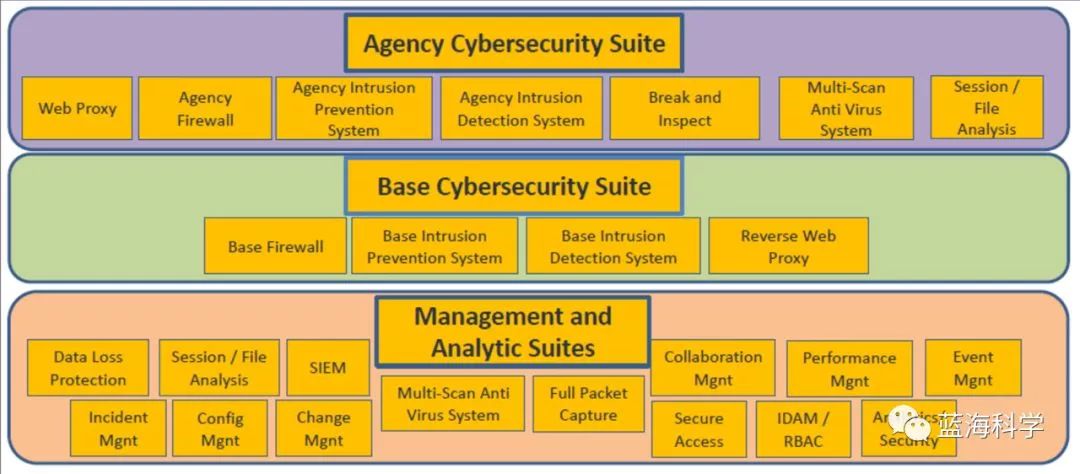 Agency Cybersecurity Suite
Web Proxy
Agency
Firewall
Agency Intrusion
Prevention
System
Agency Intrusion
Detection System
Break and
Inspect
Multi-Scan
Anti Virus
System
Session /
File
Analysis
Base Cybersecurity Suite
Base Firewall
Base Intrusion
Prevention System
Base Intrusion
Detection System
Reverse Web
Proxy
Management and
Analytic Suites
Data Loss
Protection
Session / File
Analysis
SIEM
Collaboration
Mgnt
Performance
Mgnt
Event
Mgnt
Incident
Mgnt
Config
Mgnt
Change
Mgnt
Multi-Scan Anti
Virus System
Full Packet
Capture
Secure
Access
IDAM /
RBAC
Security
蓝海科学